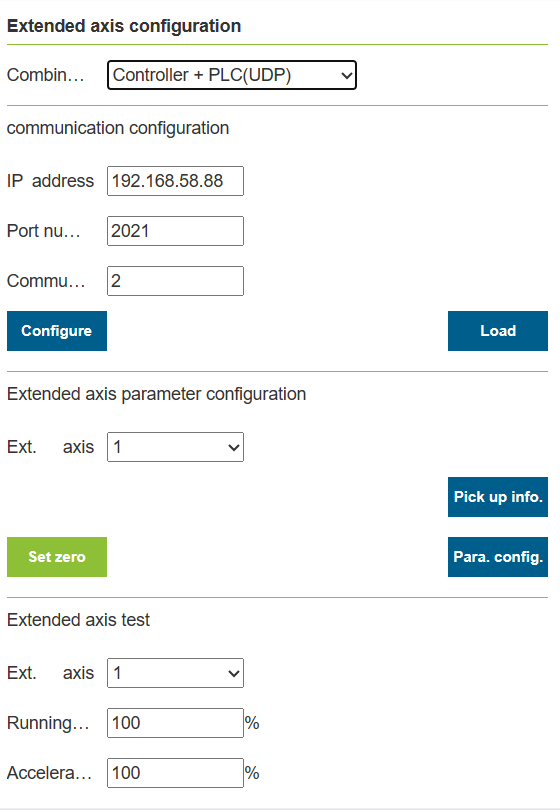 Extended axis configuration
Combin... Controller + PLC(UDP)
communication configuration
IP address 192.168.58.88
Port nu... 2021
Commu... 2
Configure Load
Extended axis parameter configuration
Ext. axis 1
Pick up info.
Set zero Para. config.
Extended axis test
Ext. axis 1
Running... 100 %
Accelera... 100 %